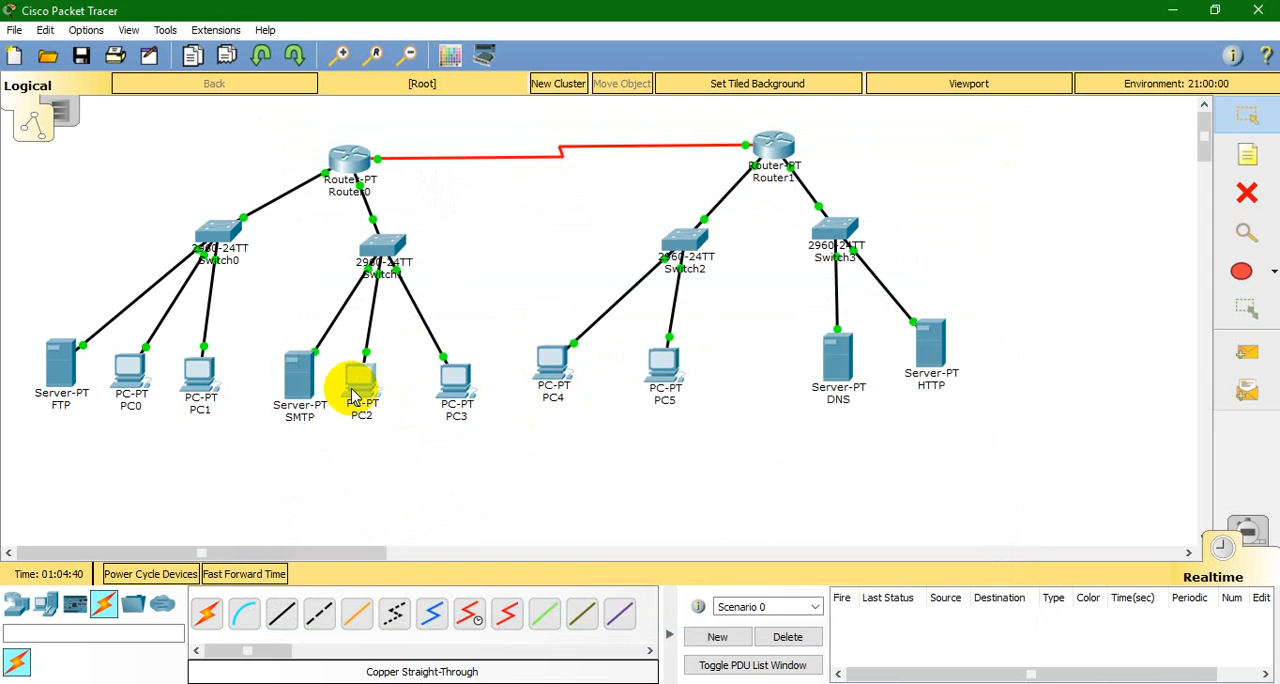 Cisco Packet Tracer
File Edit Options View Tools Extensions Help
Logical
Back
[Root]
New Cluster
Move Object
Set Tiled Background
Viewport
Environment: 21:00:00
Router-PT
Router0
Router-PT
Router1
2960-24TT
Switch0
2960-24TT
Switch1
2960-24TT
Switch2
2960-24TT
Switch3
Server-PT
FTP
PC-PT
PC0
PC-PT
PC1
Server-PT
SMTP
PC-PT
PC2
PC-PT
PC3
PC-PT
PC4
PC-PT
PC5
Server-PT
DNS
Server-PT
HTTP
Time: 01:04:40
Power Cycle Devices
Fast Forward Time
Realtime
Scenario 0
New
Delete
Toggle PDU List Window
Fire Last Status Source Destination Type Color Time(sec) Periodic Num Edit
Copper Straight-Through